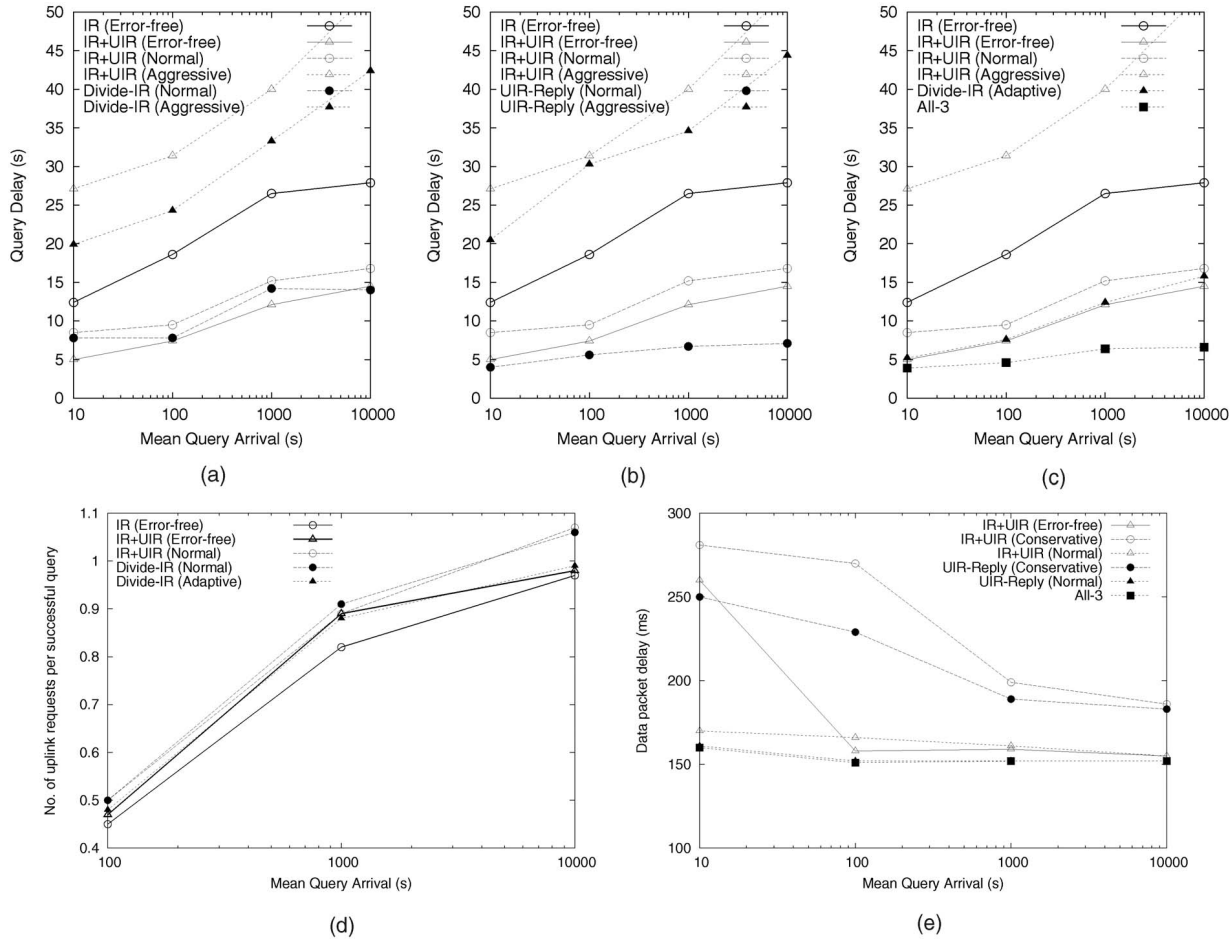 50
45
40
35
30
25
20
15
10
5
0
10
100
1000
10000
Query Delay (s)
Mean Query Arrival (s)
IR (Error-free)
IR+UIR (Error-free)
IR+UIR (Normal)
IR+UIR (Aggressive)
Divide-IR (Normal)
Divide-IR (Aggressive)
(a)
50
45
40
35
30
25
20
15
10
5
0
10
100
1000
10000
Query Delay (s)
Mean Query Arrival (s)
IR (Error-free)
IR+UIR (Error-free)
IR+UIR (Normal)
IR+UIR (Aggressive)
UIR-Reply (Normal)
UIR-Reply (Aggressive)
(b)
50
45
40
35
30
25
20
15
10
5
0
10
100
1000
10000
Query Delay (s)
Mean Query Arrival (s)
IR (Error-free)
IR+UIR (Error-free)
IR+UIR (Normal)
IR+UIR (Aggressive)
Divide-IR (Adaptive)
All-3
(c)
1.1
1
0.9
0.8
0.7
0.6
0.5
0.4
100
1000
10000
No. of uplink requests per successful query
Mean Query Arrival (s)
IR (Error-free)
IR+UIR (Error-free)
IR+UIR (Normal)
Divide-IR (Normal)
Divide-IR (Adaptive)
(d)
300
250
200
150
100
10
100
1000
10000
Data packet delay (ms)
Mean Query Arrival (s)
IR+UIR (Error-free)
IR+UIR (Conservative)
IR+UIR (Normal)
UIR-Reply (Conservative)
UIR-Reply (Normal)
All-3
(e)